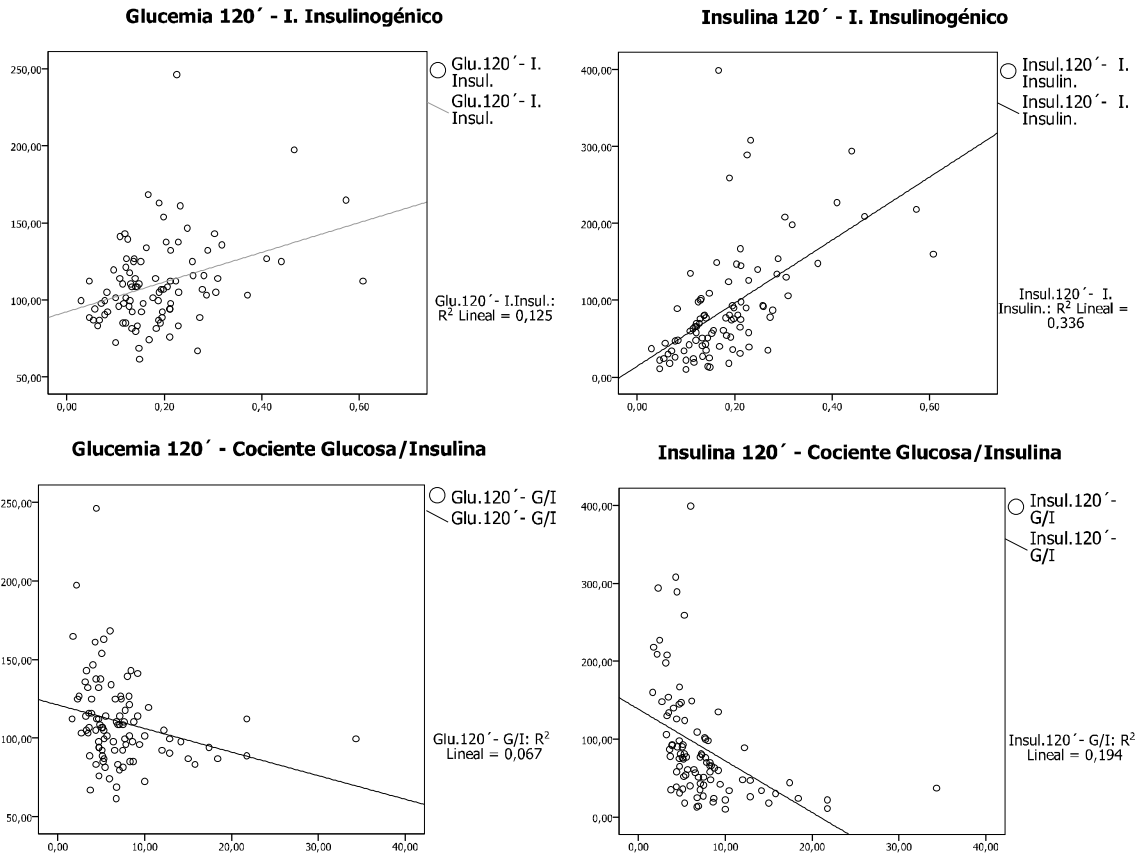 Glucemia 120´ - I. Insulinogénico
250,00
200,00
150,00
100,00
50,00
0,00
0,20
0,40
0,60
Glu.120´- I.
Insul.
Glu.120´- I.
Insul.
Glu.120´- I.Insul.:
R² Lineal = 0,125
Insulina 120´ - I. Insulinogénico
400,00
300,00
200,00
100,00
0,00
0,00
0,20
0,40
0,60
Insul.120´- I.
Insulin.
Insul.120´- I.
Insulin.
Insul.120´- I.
Insulin.: R² Lineal =
0,336
Glucemia 120´ - Cociente Glucosa/Insulina
250,00
200,00
150,00
100,00
50,00
0,00
10,00
20,00
30,00
40,00
Glu.120´- G/I
Glu.120´- G/I
Glu.120´- G/I: R²
Lineal = 0,067
Insulina 120´ - Cociente Glucosa/Insulina
400,00
300,00
200,00
100,00
0,00
0,00
10,00
20,00
30,00
40,00
Insul.120´-
G/I
Insul.120´-
G/I
Insul.120´- G/I: R²
Lineal = 0,194